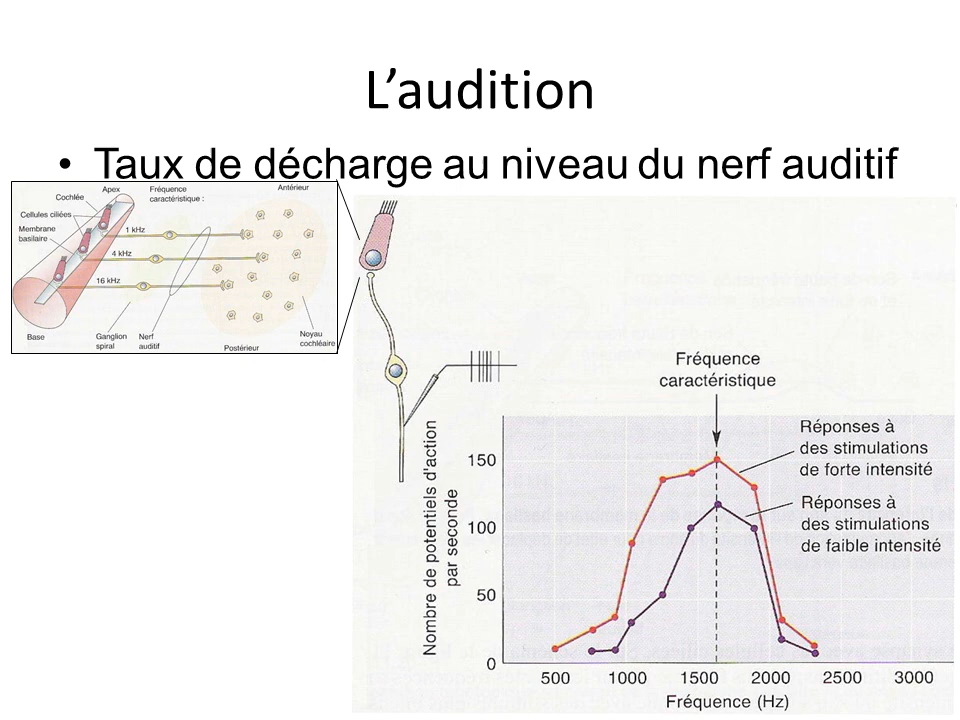 L’audition
• Taux de décharge au niveau du nerf auditif
Apex
Cochlée
Cellules ciliées
Membrane
basilaire
Fréquence
caractéristique :
Antérieur
1 kHz
4 kHz
16 kHz
Base
Ganglion
spiral
Nerf
auditif
Postérieur
Noyau
cochléaire
Fréquence
caractéristique
Réponses à
des stimulations
de forte intensité
Réponses à
des stimulations
de faible intensité
Nombre de potentiels d'action
par seconde
150
100
50
0
500 1000 1500 2000 2500 3000
Fréquence (Hz)